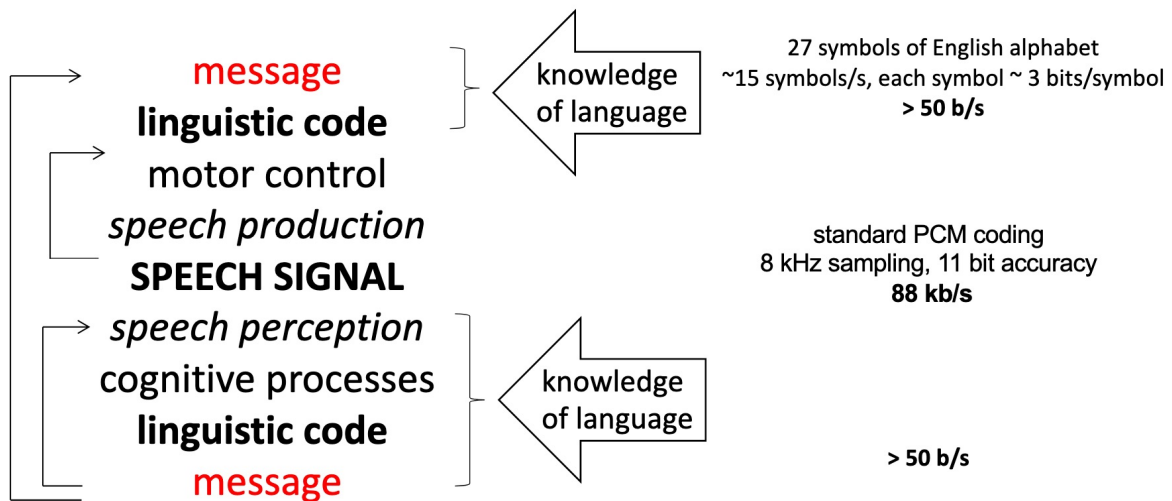 message
linguistic code
motor control
speech production
SPEECH SIGNAL
speech perception
cognitive processes
linguistic code
message
knowledge
of language
knowledge
of language
27 symbols of English alphabet
~15 symbols/s, each symbol ~ 3 bits/symbol
> 50 b/s
standard PCM coding
8 kHz sampling, 11 bit accuracy
88 kb/s
> 50 b/s